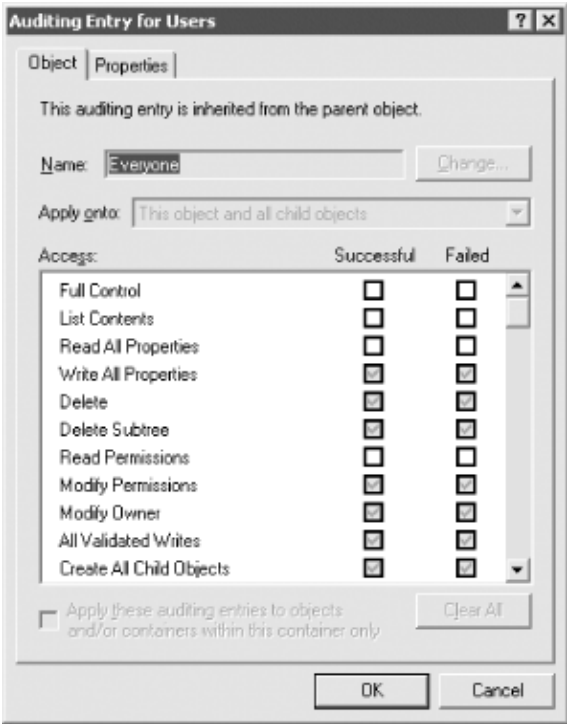 Auditing Entry for Users
Object Properties
This auditing entry is inherited from the parent object.
Name: Everyone Change...
Apply onto: This object and all child objects
Access: Successful Failed
Full Control
List Contents
Read All Properties
Write All Properties
Delete
Delete Subtree
Read Permissions
Modify Permissions
Modify Owner
All Validated Writes
Create All Child Objects
Apply these auditing entries to objects
and/or containers within this container only
Clear All
OK Cancel